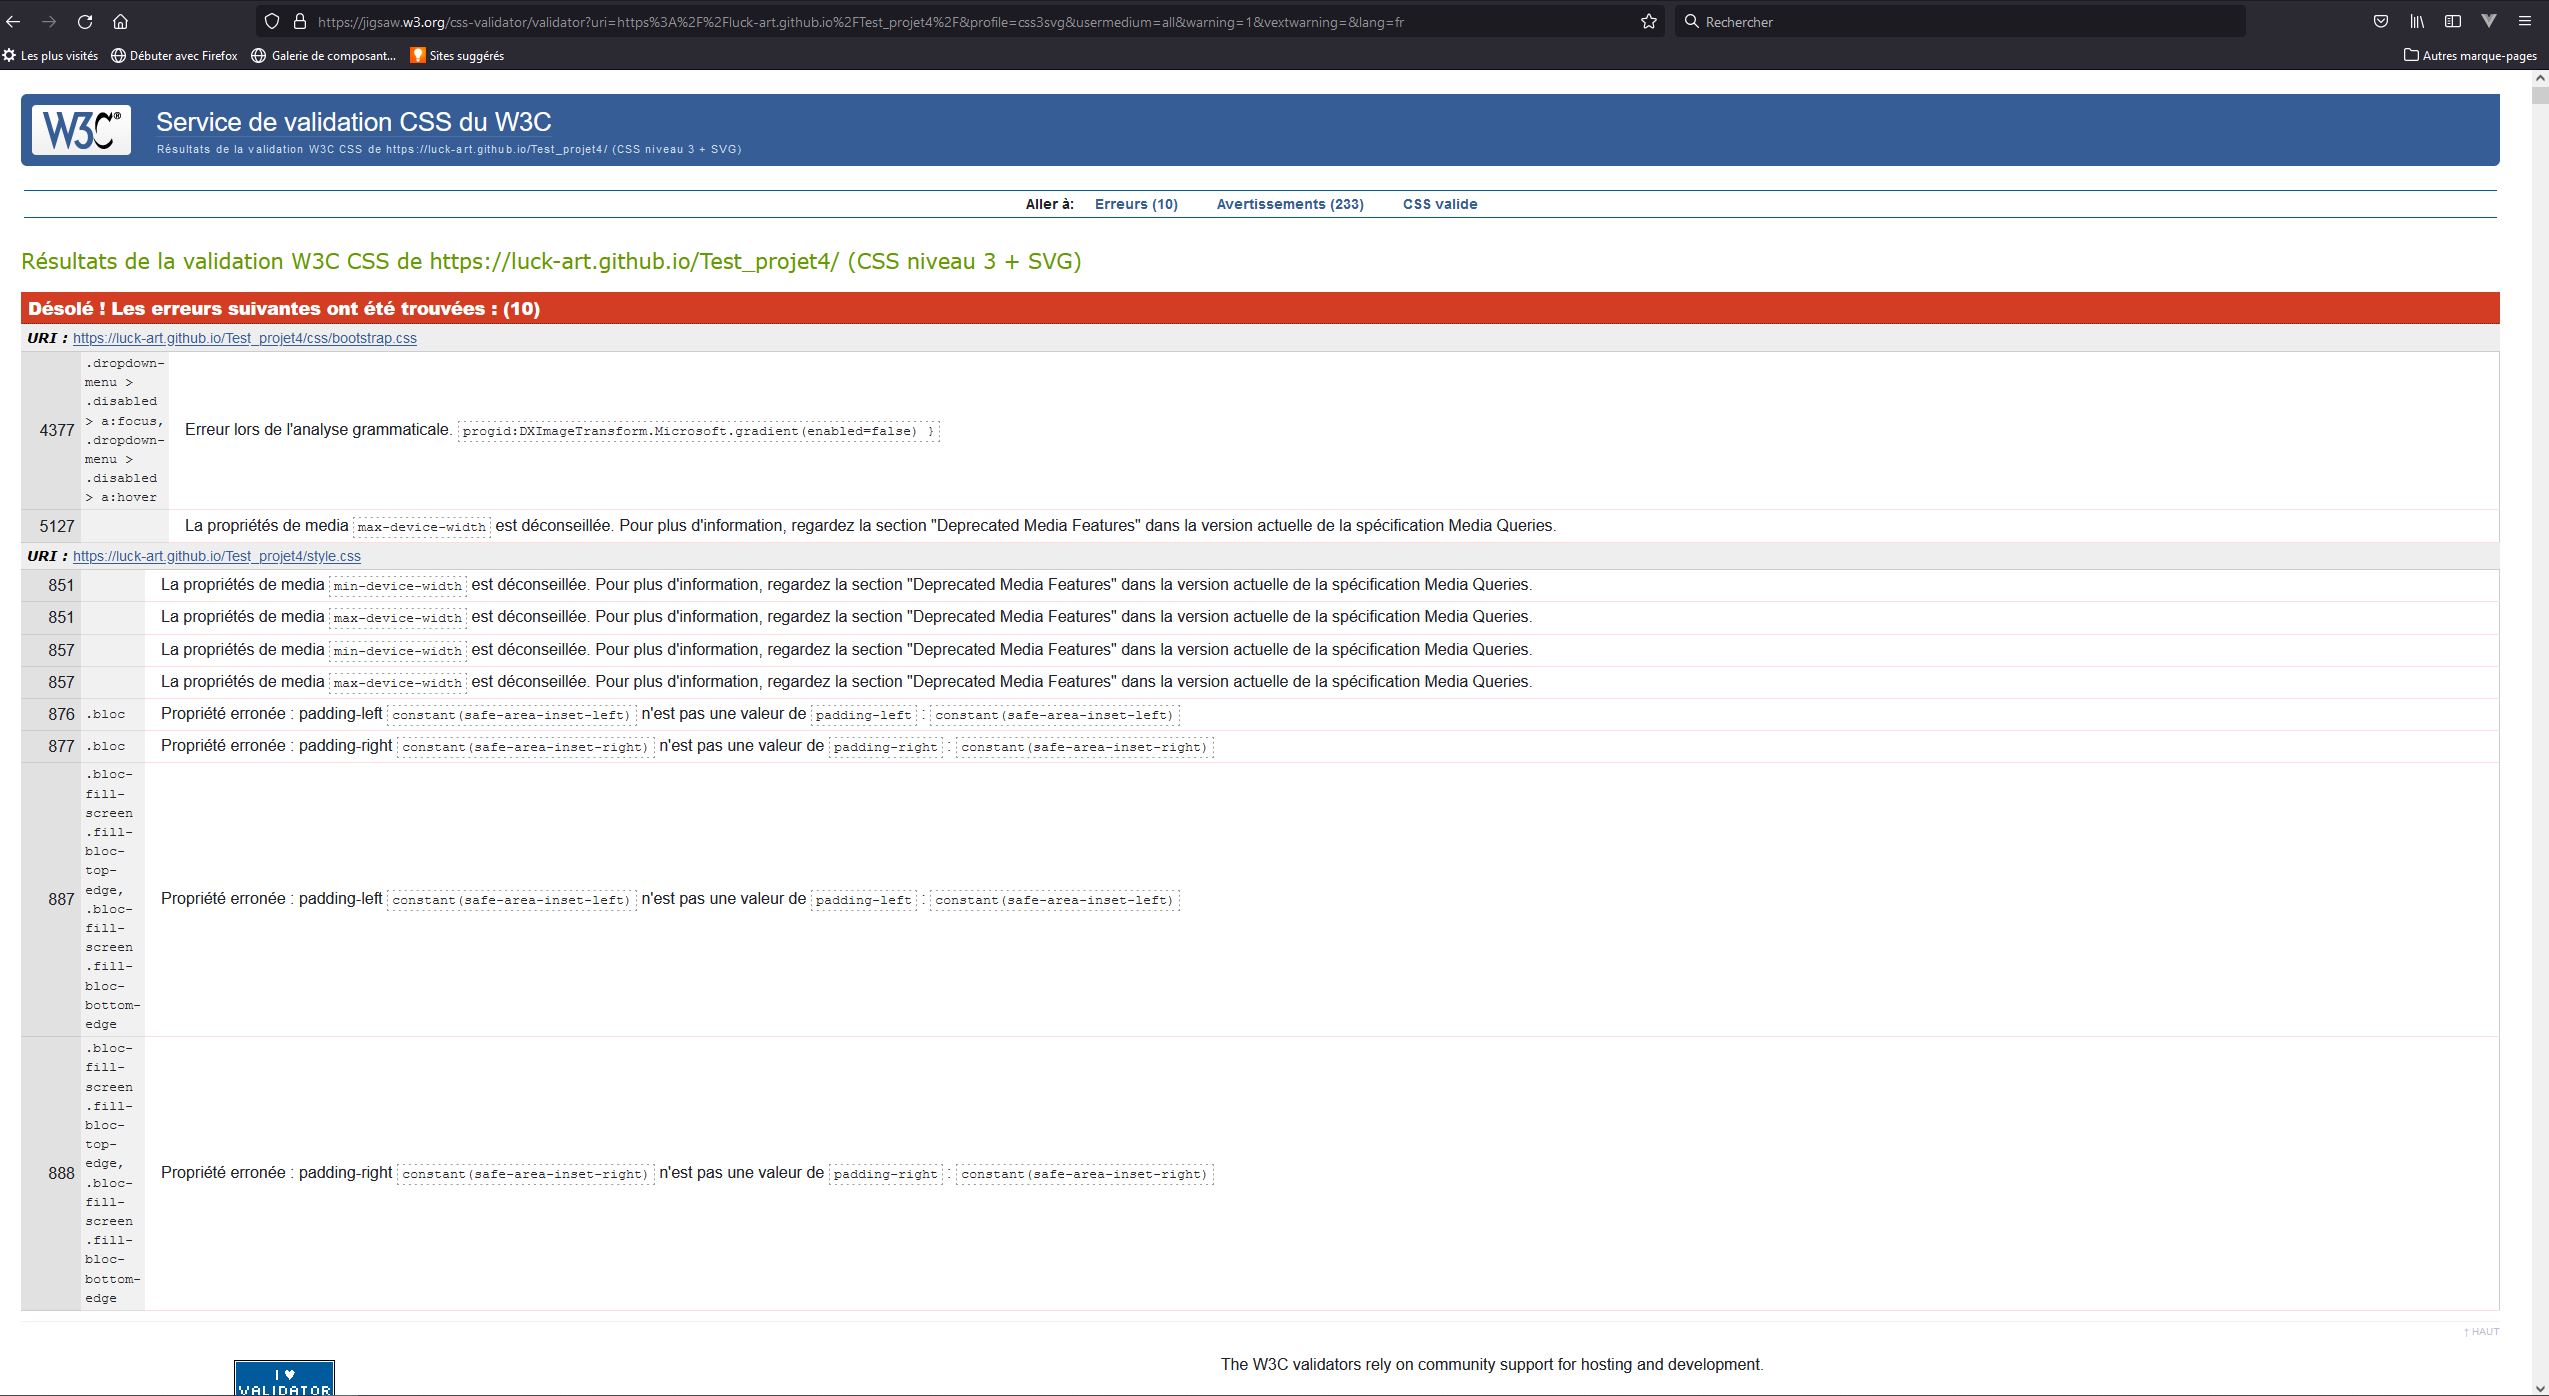 https://jigsaw.w3.org/css-validator/validator?uri=https%3A%2F%2Fluck-art.github.io%2FTest_projet4%2F&profile=css3svg&usermedium=all&warning=1&vextwarning=&lang=fr
Rechercher
Les plus visités Débuter avec Firefox Galerie de composant... Sites suggérés Autres marque-pages
W3C®
Service de validation CSS du W3C
Résultats de la validation W3C CSS de https://luck-art.github.io/Test_projet4/ (CSS niveau 3 + SVG)
Aller à: Erreurs (10) Avertissements (233) CSS valide
Résultats de la validation W3C CSS de https://luck-art.github.io/Test_projet4/ (CSS niveau 3 + SVG)
Désolé ! Les erreurs suivantes ont été trouvées : (10)
URI : https://luck-art.github.io/Test_projet4/css/bootstrap.css
4377
.dropdown-
menu >
.disabled
> a:focus,
.dropdown-
menu >
.disabled
> a:hover
Erreur lors de l'analyse grammaticale. progid:DXImageTransform.Microsoft.gradient(enabled=false) }
5127 La propriétés de media max-device-width est déconseillée. Pour plus d'information, regardez la section "Deprecated Media Features" dans la version actuelle de la spécification Media Queries.
URI : https://luck-art.github.io/Test_projet4/style.css
851 La propriétés de media min-device-width est déconseillée. Pour plus d'information, regardez la section "Deprecated Media Features" dans la version actuelle de la spécification Media Queries.
851 La propriétés de media max-device-width est déconseillée. Pour plus d'information, regardez la section "Deprecated Media Features" dans la version actuelle de la spécification Media Queries.
857 La propriétés de media min-device-width est déconseillée. Pour plus d'information, regardez la section "Deprecated Media Features" dans la version actuelle de la spécification Media Queries.
857 La propriétés de media max-device-width est déconseillée. Pour plus d'information, regardez la section "Deprecated Media Features" dans la version actuelle de la spécification Media Queries.
876 .bloc Propriété erronée : padding-left constant(safe-area-inset-left) n'est pas une valeur de padding-left : constant(safe-area-inset-left)
877 .bloc Propriété erronée : padding-right constant(safe-area-inset-right) n'est pas une valeur de padding-right : constant(safe-area-inset-right)
887
.bloc-
fill-
screen
.fill-
bloc-
top-
edge,
.bloc-
fill-
screen
.fill-
bloc-
bottom-
edge
Propriété erronée : padding-left constant(safe-area-inset-left) n'est pas une valeur de padding-left : constant(safe-area-inset-left)
888
.bloc-
fill-
screen
.fill-
bloc-
top-
edge,
.bloc-
fill-
screen
.fill-
bloc-
bottom-
edge
Propriété erronée : padding-right constant(safe-area-inset-right) n'est pas une valeur de padding-right : constant(safe-area-inset-right)
↑ HAUT
I ♥
VALIDATOR
The W3C validators rely on community support for hosting and development.